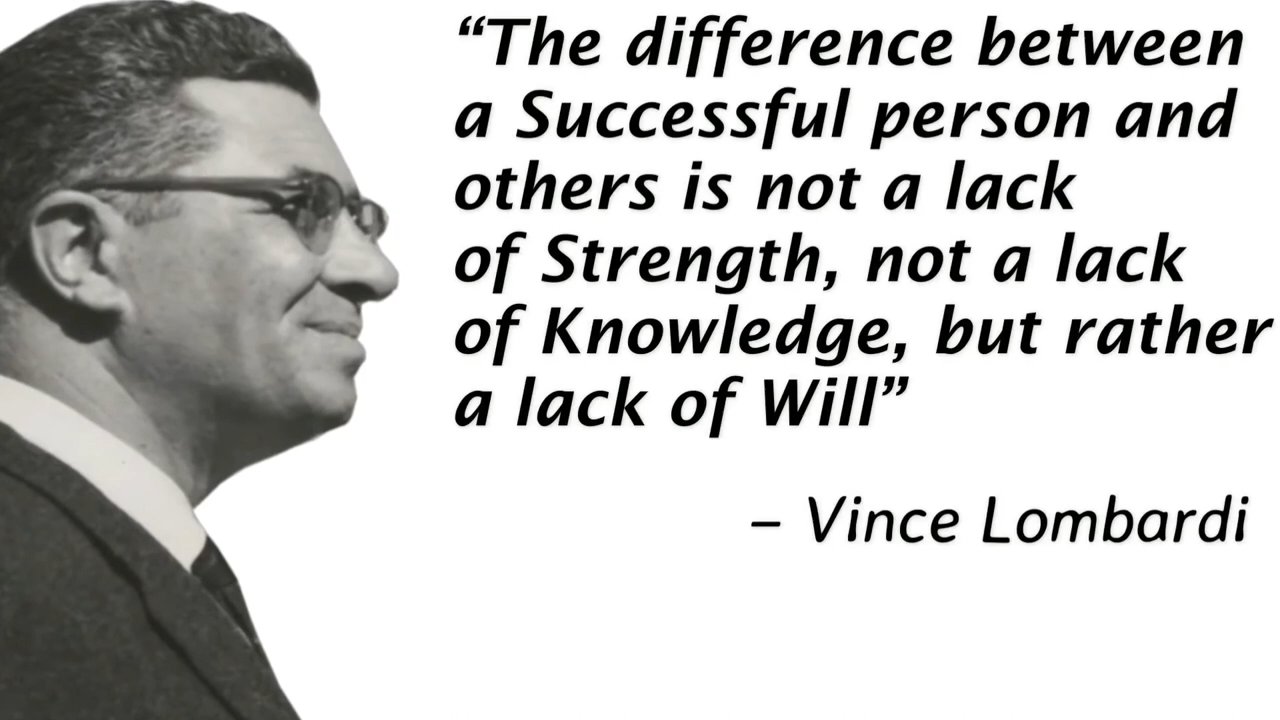 “The difference between
a Successful person and
others is not a lack
of Strength, not a lack
of Knowledge, but rather
a lack of Will”
– Vince Lombardi